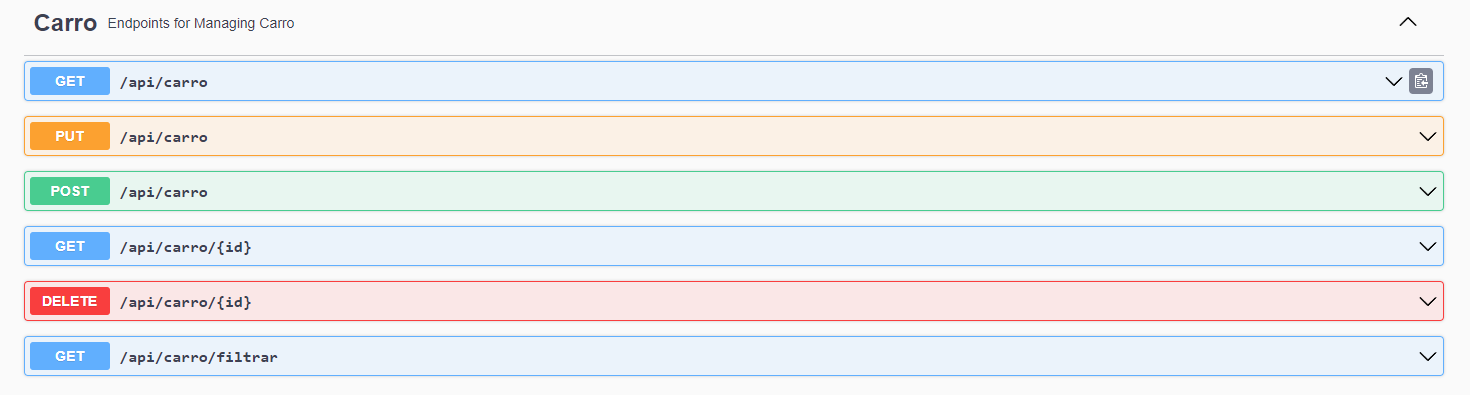 Carro Endpoints for Managing Carro
GET /api/carro
PUT /api/carro
POST /api/carro
GET /api/carro/{id}
DELETE /api/carro/{id}
GET /api/carro/filtrar